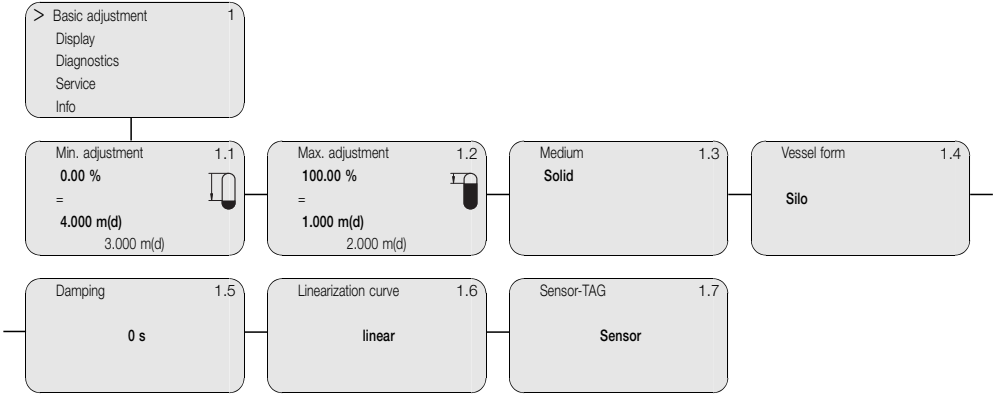 > Basic adjustment 1
Display
Diagnostics
Service
Info
Min. adjustment 1.1
0.00 %
=
4.000 m(d)
3.000 m(d)
Max. adjustment 1.2
100.00 %
=
1.000 m(d)
2.000 m(d)
Medium 1.3
Solid
Vessel form 1.4
Silo
Damping 1.5
0 s
Linearization curve 1.6
linear
Sensor-TAG 1.7
Sensor